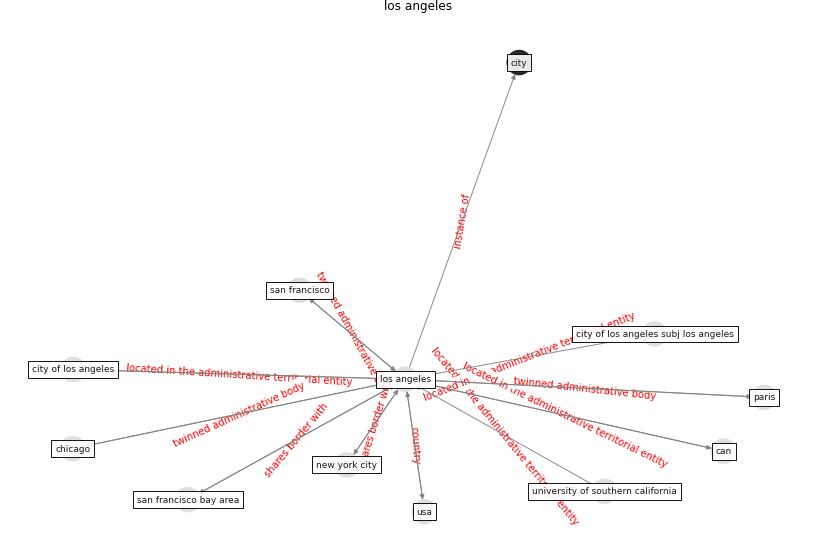 los angeles
city
instance of
san francisco
twinned administrative
city of los angeles subj los angeles
located in administrative entity
city of los angeles
located in the administrative territorial entity
los angeles
located in the administrative territorial entity
twinned administrative body
paris
twinned administrative body
chicago
shares border with
shares border
country
located in the administrative territorial entity
can
new york city
san francisco bay area
usa
university of southern california